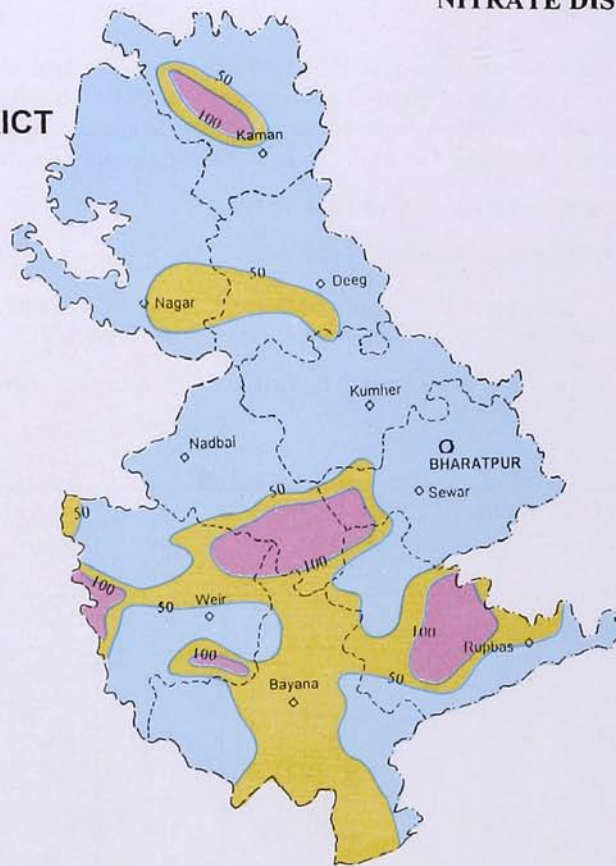 NITRATE DIS
ICT
50
100
Kaman
50
Deeg
Nagar
Kumher
Nadbai
BHARATPUR
50
Sewar
50
100
100
50
Weir
100
Rupbas
100
50
Bayana